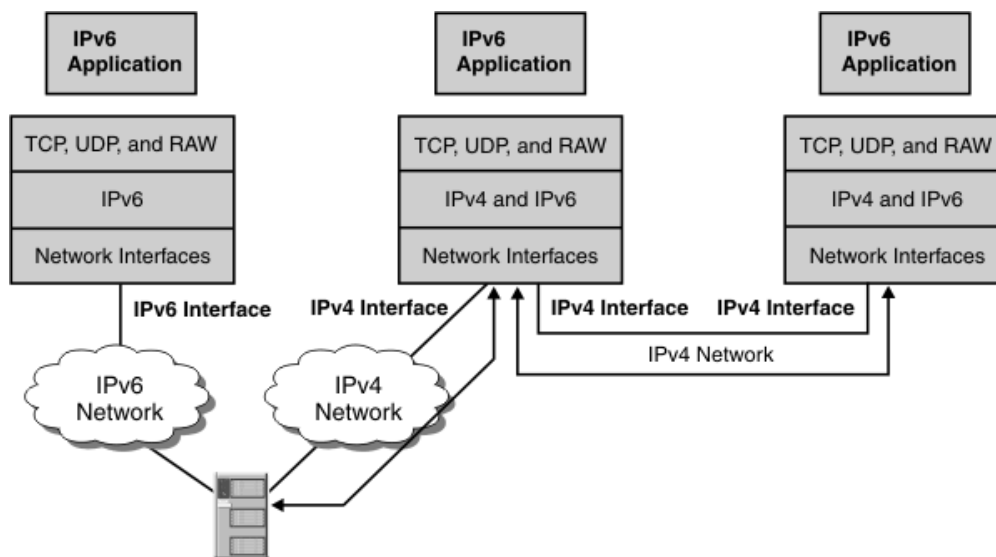 IPv6
Application
IPv6
Application
IPv6
Application
TCP, UDP, and RAW
IPv6
Network Interfaces
TCP, UDP, and RAW
IPv4 and IPv6
Network Interfaces
TCP, UDP, and RAW
IPv4 and IPv6
Network Interfaces
IPv6 Interface
IPv4 Interface
IPv4 Interface
IPv4 Interface
IPv4 Network
IPv6
Network
IPv4
Network